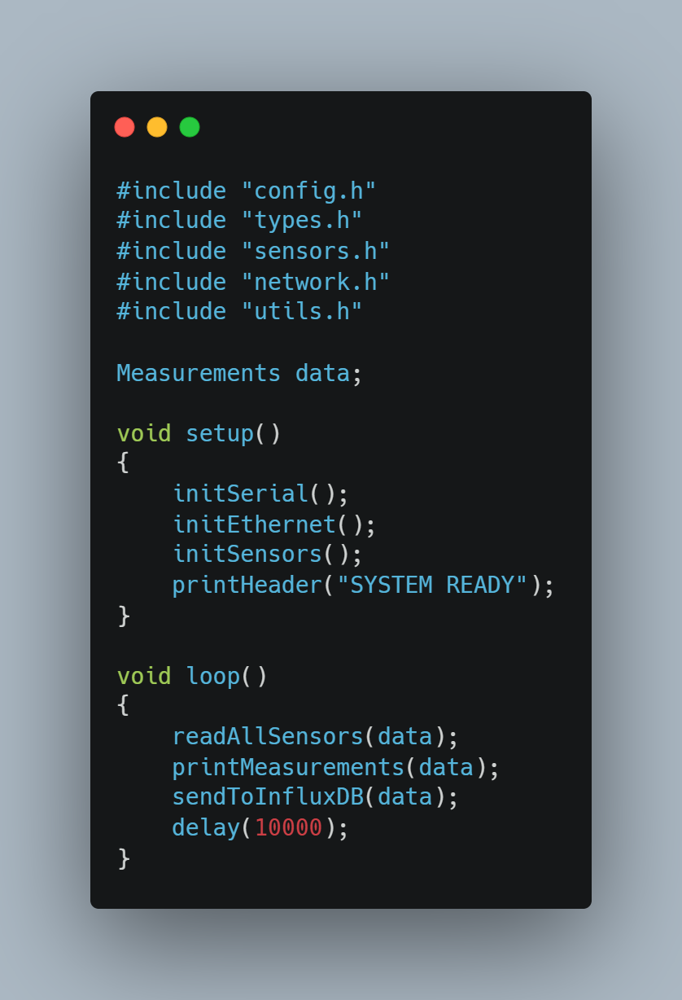 #include "config.h"
#include "types.h"
#include "sensors.h"
#include "network.h"
#include "utils.h"

Measurements data;

void setup()
{
    initSerial();
    initEthernet();
    initSensors();
    printHeader("SYSTEM READY");
}

void loop()
{
    readAllSensors(data);
    printMeasurements(data);
    sendToInfluxDB(data);
    delay(10000);
}